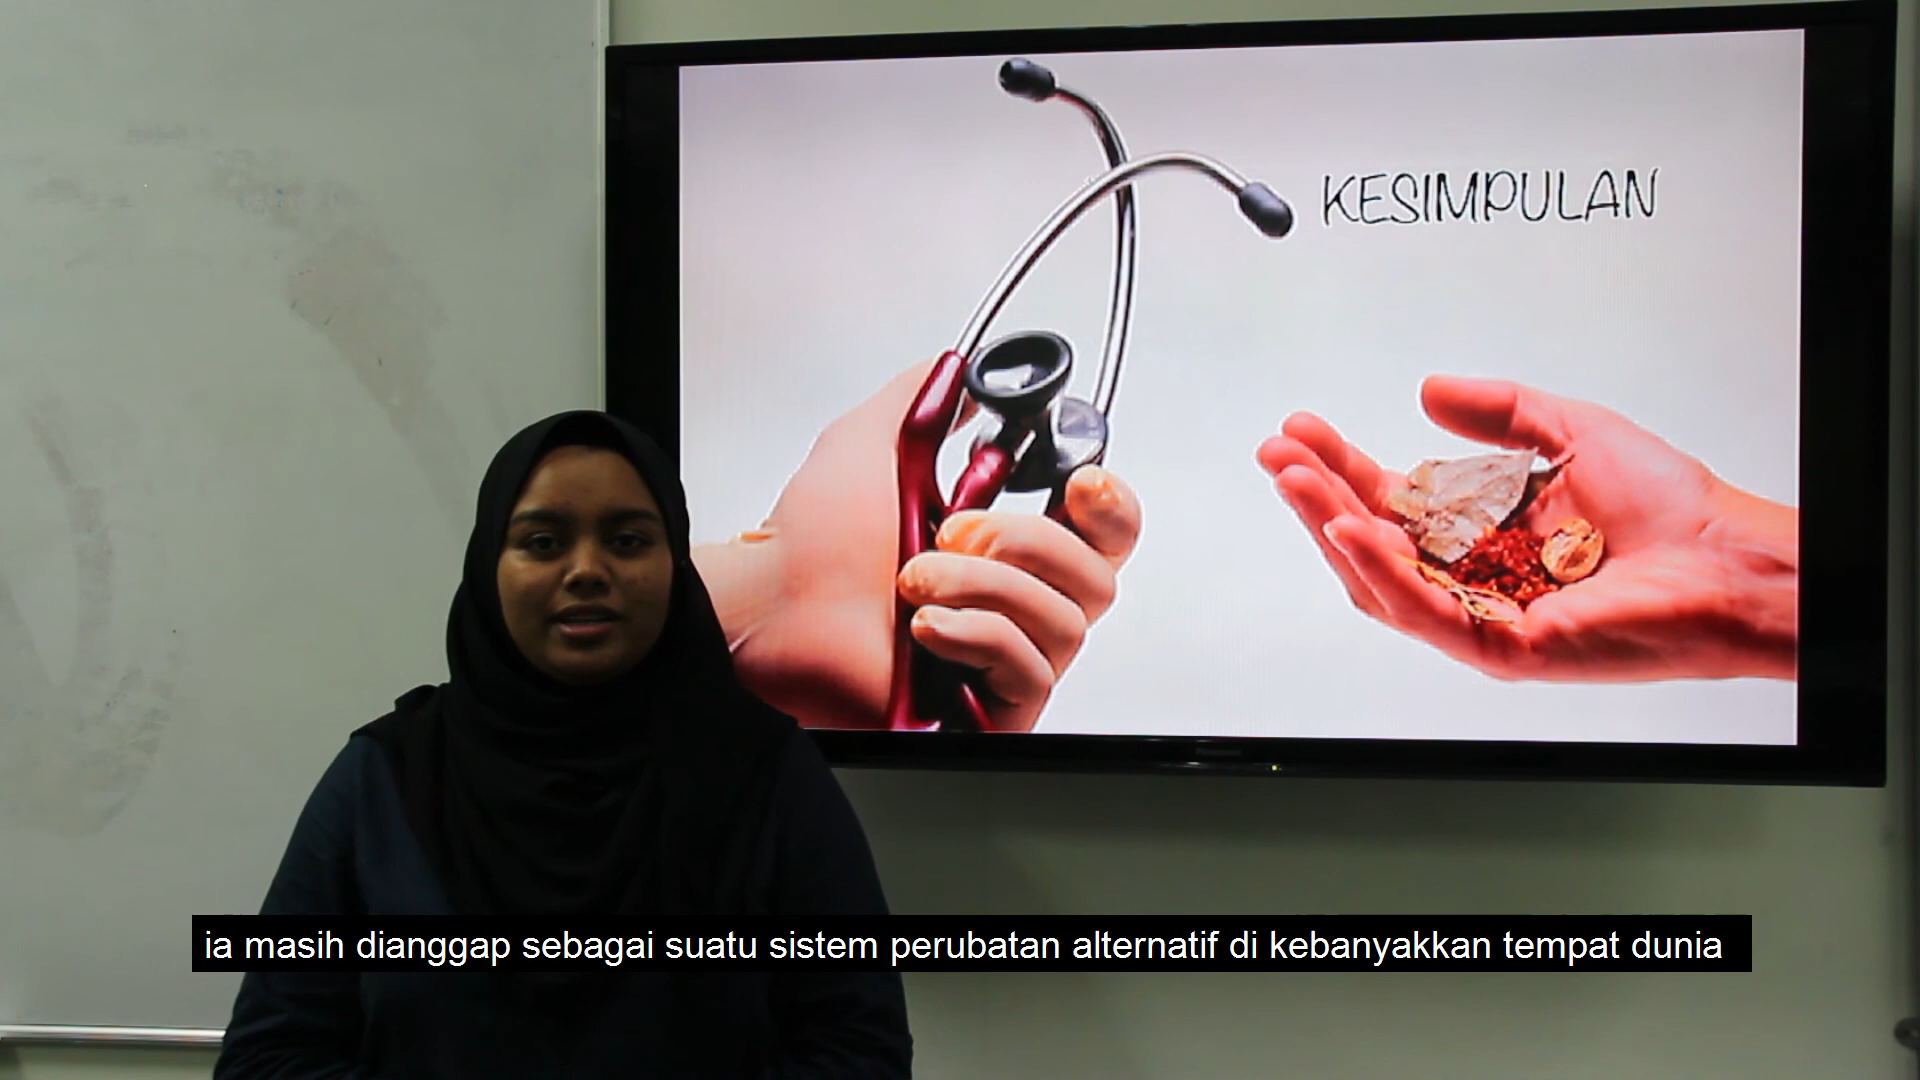 KESIMPULAN
ia masih dianggap sebagai suatu sistem perubatan alternatif di kebanyakkan tempat dunia